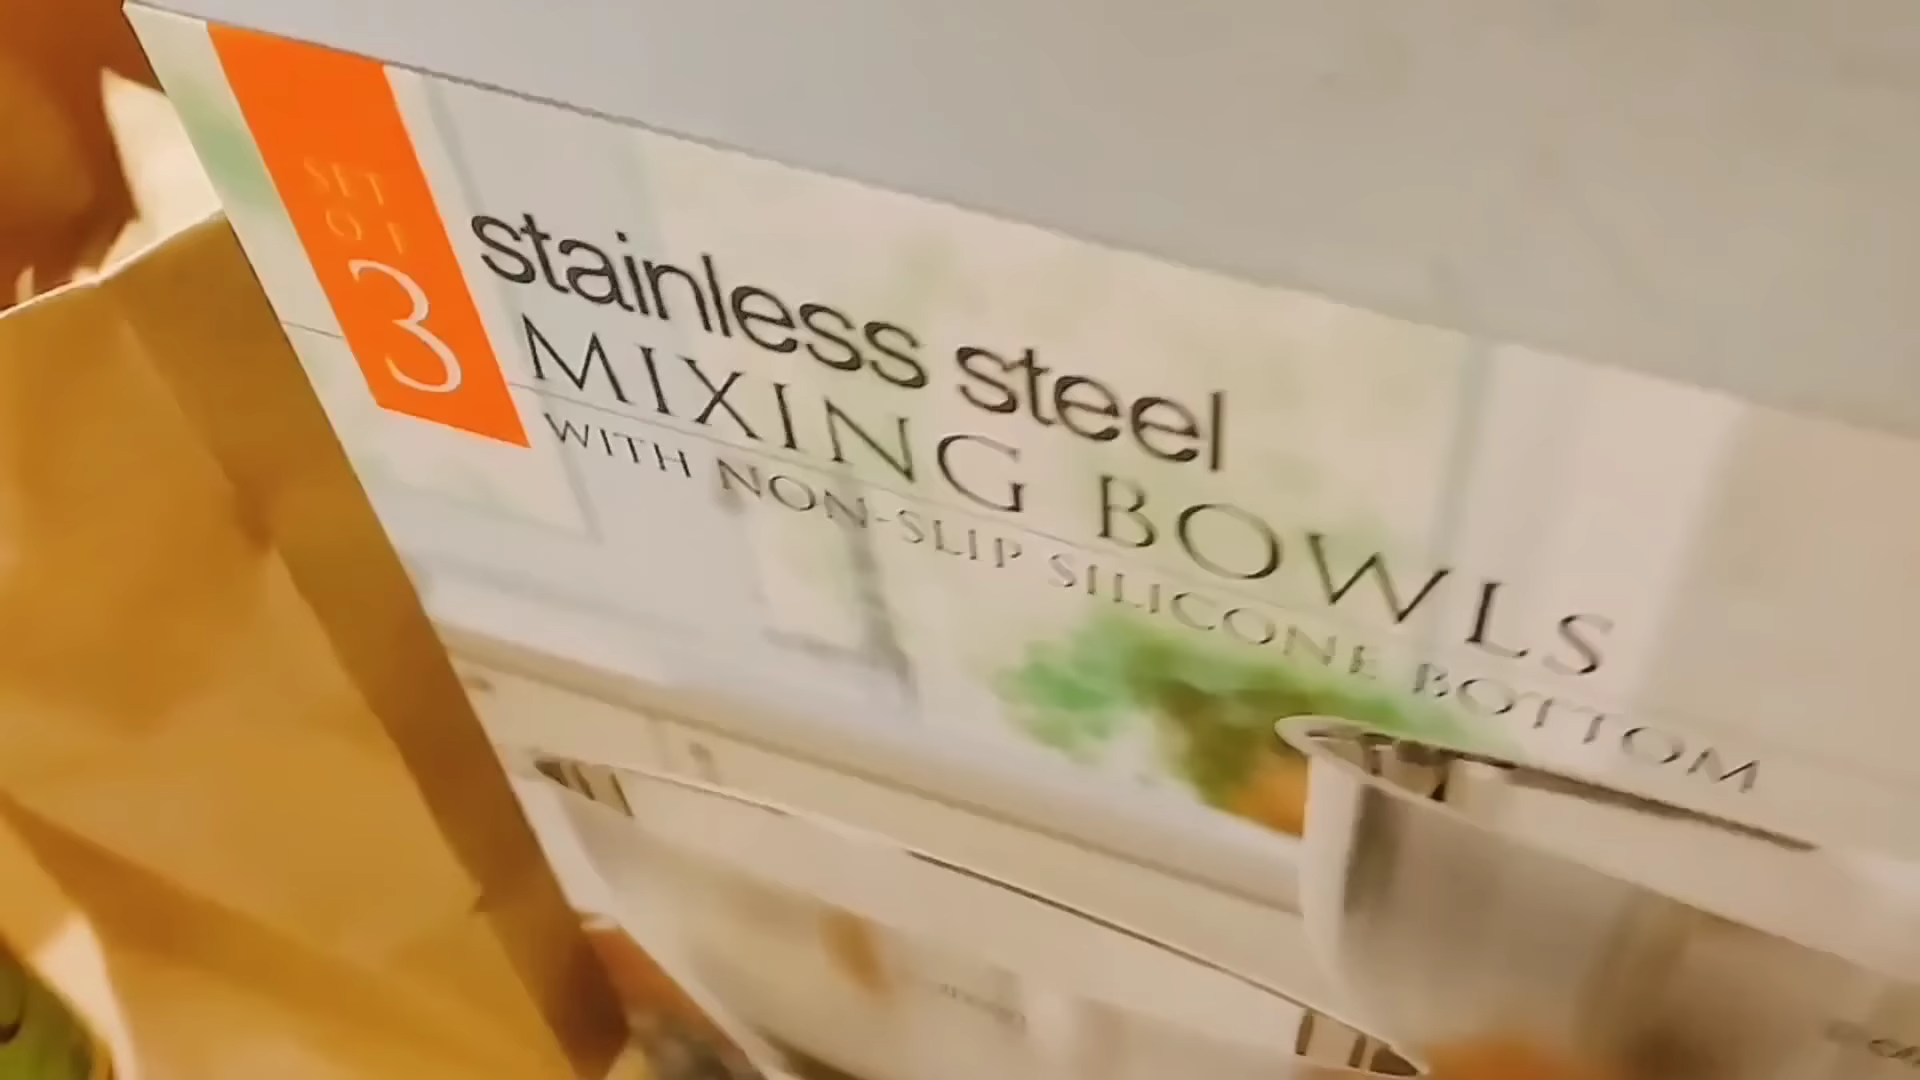 SET
OF
3
stainless steel
MIXING BOWLS
WITH NON-SLIP SILICONE BOTTOM